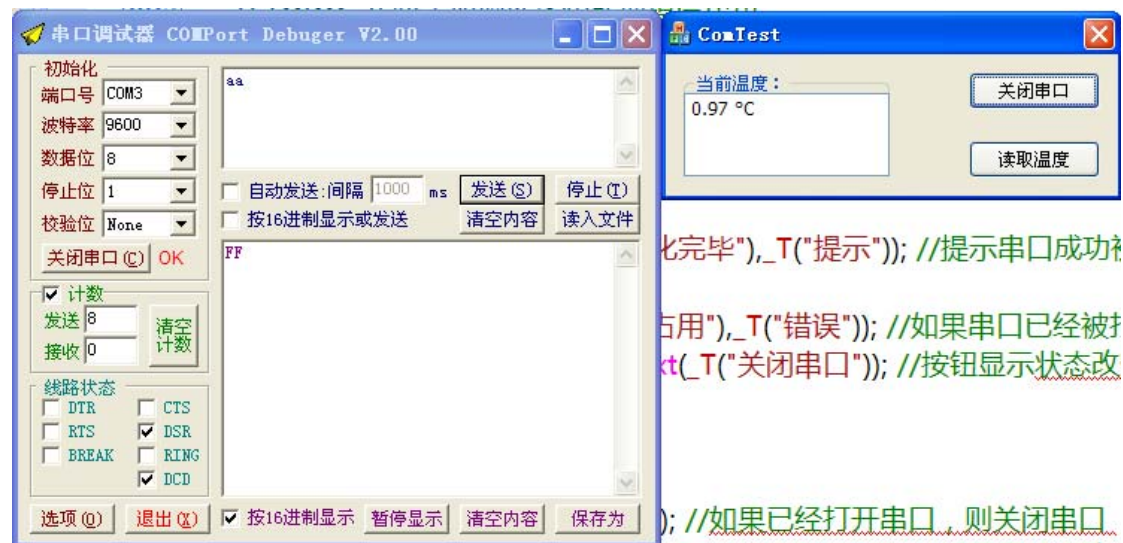 串口调试器 COMPort Debuger V2.00
初始化
端口号 COM3
波特率 9600
数据位 8
停止位 1
校验位 None
关闭串口(C) OK
计数
发送 8
接收 0
清空
计数
线路状态
DTR CTS
RTS DSR
BREAK RING
DCD
选项(O) 退出(X)
aa
自动发送:间隔 1000 ms 发送(S) 停止(T)
按16进制显示或发送 清空内容 读入文件
FF
按16进制显示 暂停显示 清空内容 保存为
ComTest
当前温度：
0.97 °C
关闭串口
读取温度
化完毕"),_T("提示")); //提示串口成功
占用"),_T("错误")); //如果串口已经被
xt(_T("关闭串口")); //按钮显示状态改
); //如果已经打开串口，则关闭串口